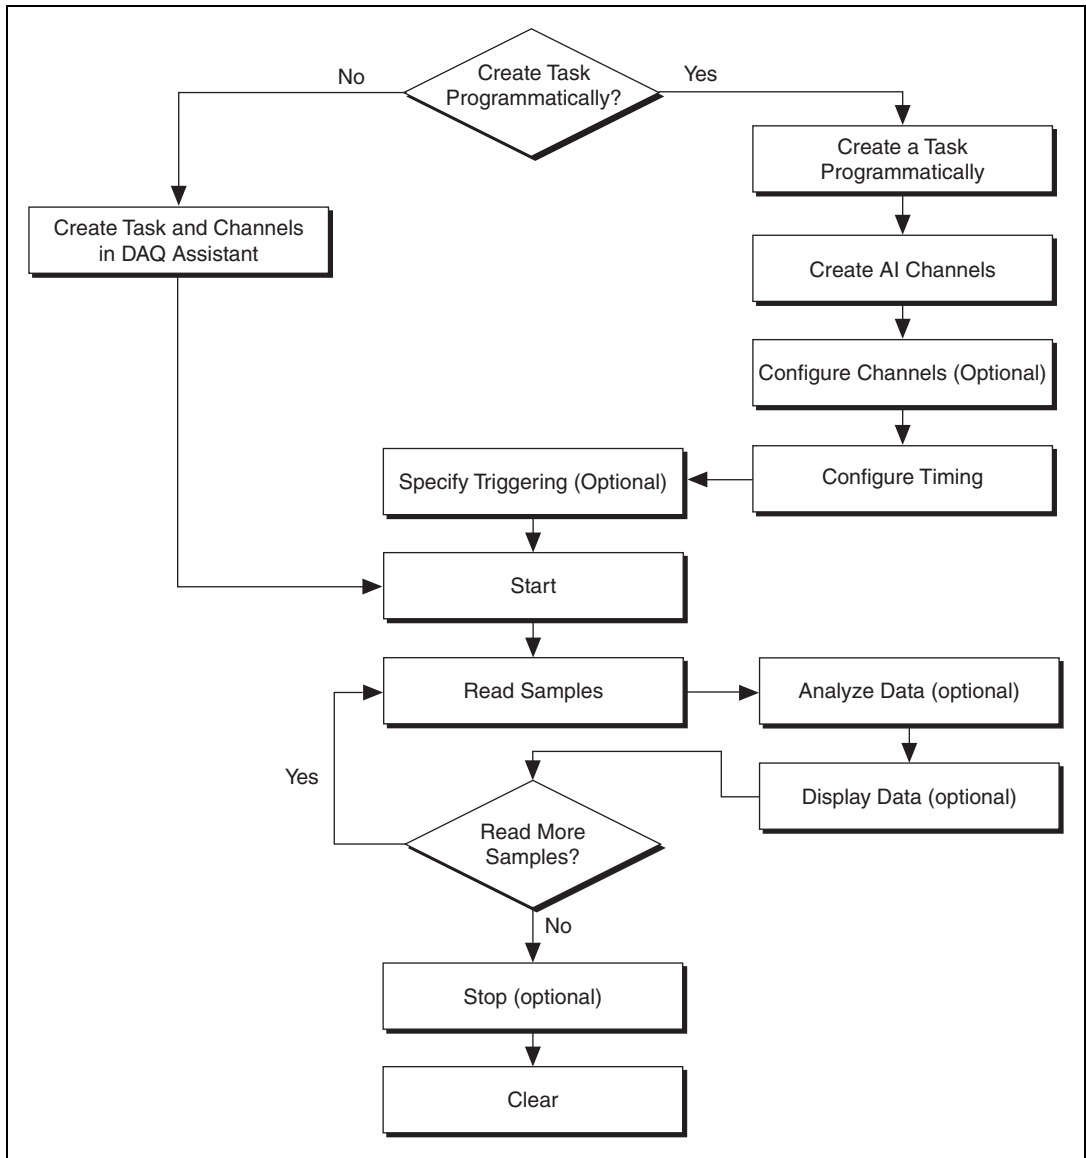 Create Task
Programmatically?
No
Yes
Create a Task
Programmatically
Create Task and Channels
in DAQ Assistant
Create AI Channels
Configure Channels (Optional)
Configure Timing
Specify Triggering (Optional)
Start
Read Samples
Analyze Data (optional)
Display Data (optional)
Yes
Read More
Samples?
No
Stop (optional)
Clear